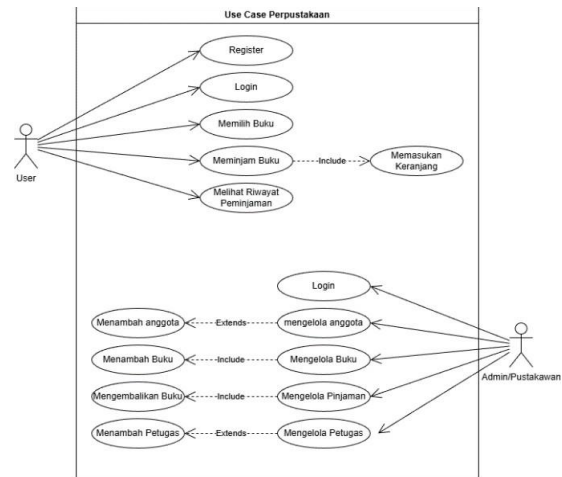 Use Case Perpustakaan
Register
Login
Memilih Buku
Meminjam Buku
Include
Memasukan
Keranjang
Melihat Riwayat
Peminjaman
User
Login
Menambah anggota
Extends
mengelola anggota
Menambah Buku
Include
Mengelola Buku
Admin/Pustakawan
Mengembalikan Buku
Include
Mengelola Pinjaman
Menambah Petugas
Extends
Mengelola Petugas